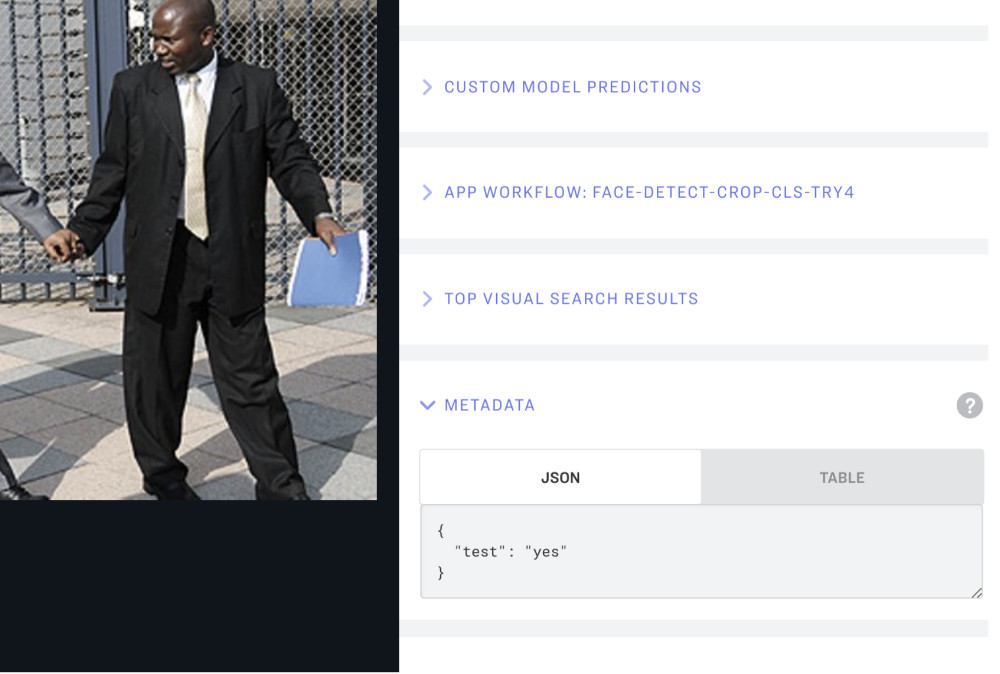 CUSTOM MODEL PREDICTIONS
APP WORKFLOW: FACE-DETECT-CROP-CLS-TRY4
TOP VISUAL SEARCH RESULTS
METADATA
?
JSON TABLE
{
"test": "yes"
}